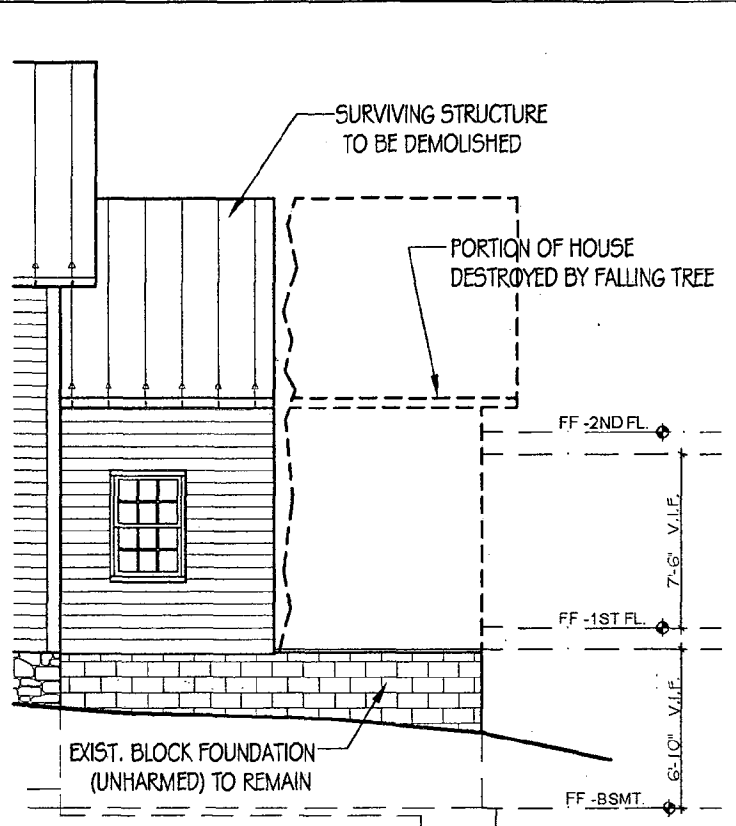 SURVIVING STRUCTURE
TO BE DEMOLISHED
PORTION OF HOUSE
DESTROYED BY FALLING TREE
FF -2ND FL.
7'-6" V.I.F.
FF -1ST FL.
6'-10" V.I.F.
EXIST. BLOCK FOUNDATION
(UNHARMED) TO REMAIN
FF -BSMT.